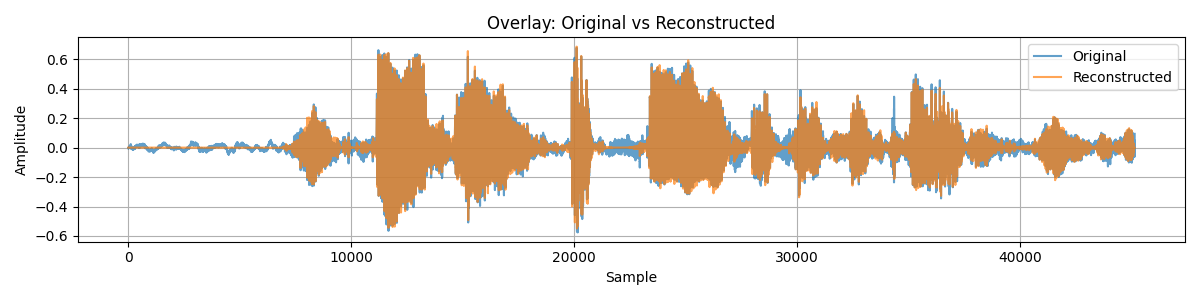 Overlay: Original vs Reconstructed
Original
Reconstructed
Amplitude
0.6
0.4
0.2
0.0
−0.2
−0.4
−0.6
0 10000 20000 30000 40000
Sample